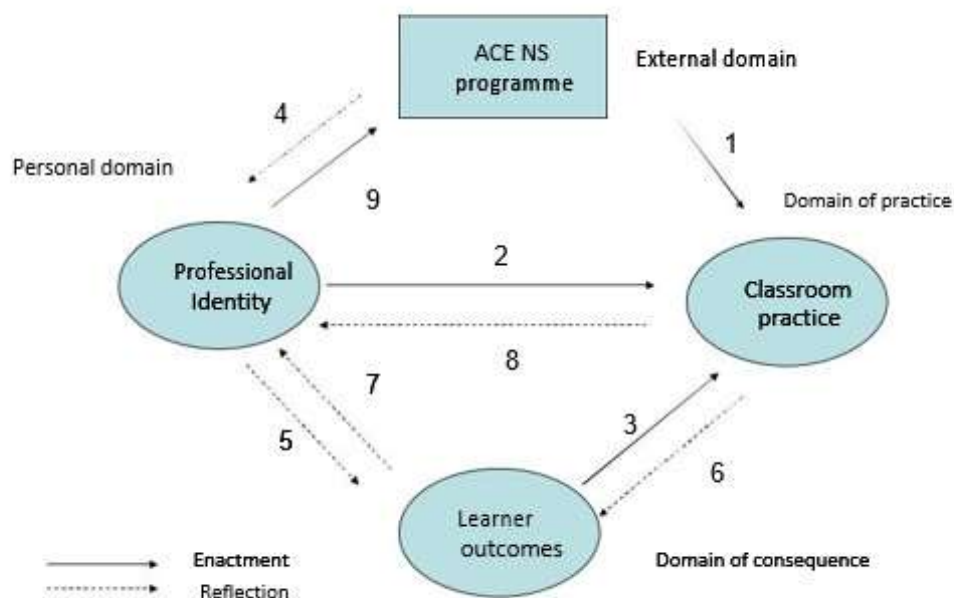 ACE NS
programme
External domain
4
1
Personal domain
9
Domain of practice
2
Professional
Identity
Classroom
practice
8
7
5
3
6
Learner
outcomes
Enactment
Domain of consequence
Reflection